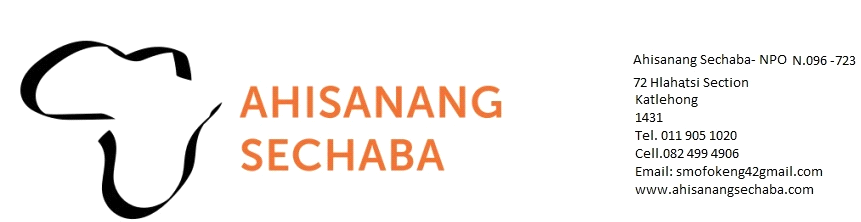 AHISANANG
SECHABA
Ahisanang Sechaba- NPO N.096 -723
72 Hlahatsi Section
Katlehong
1431
Tel. 011 905 1020
Cell.082 499 4906
Email: smofokeng42gmail.com
www.ahisanangsechaba.com